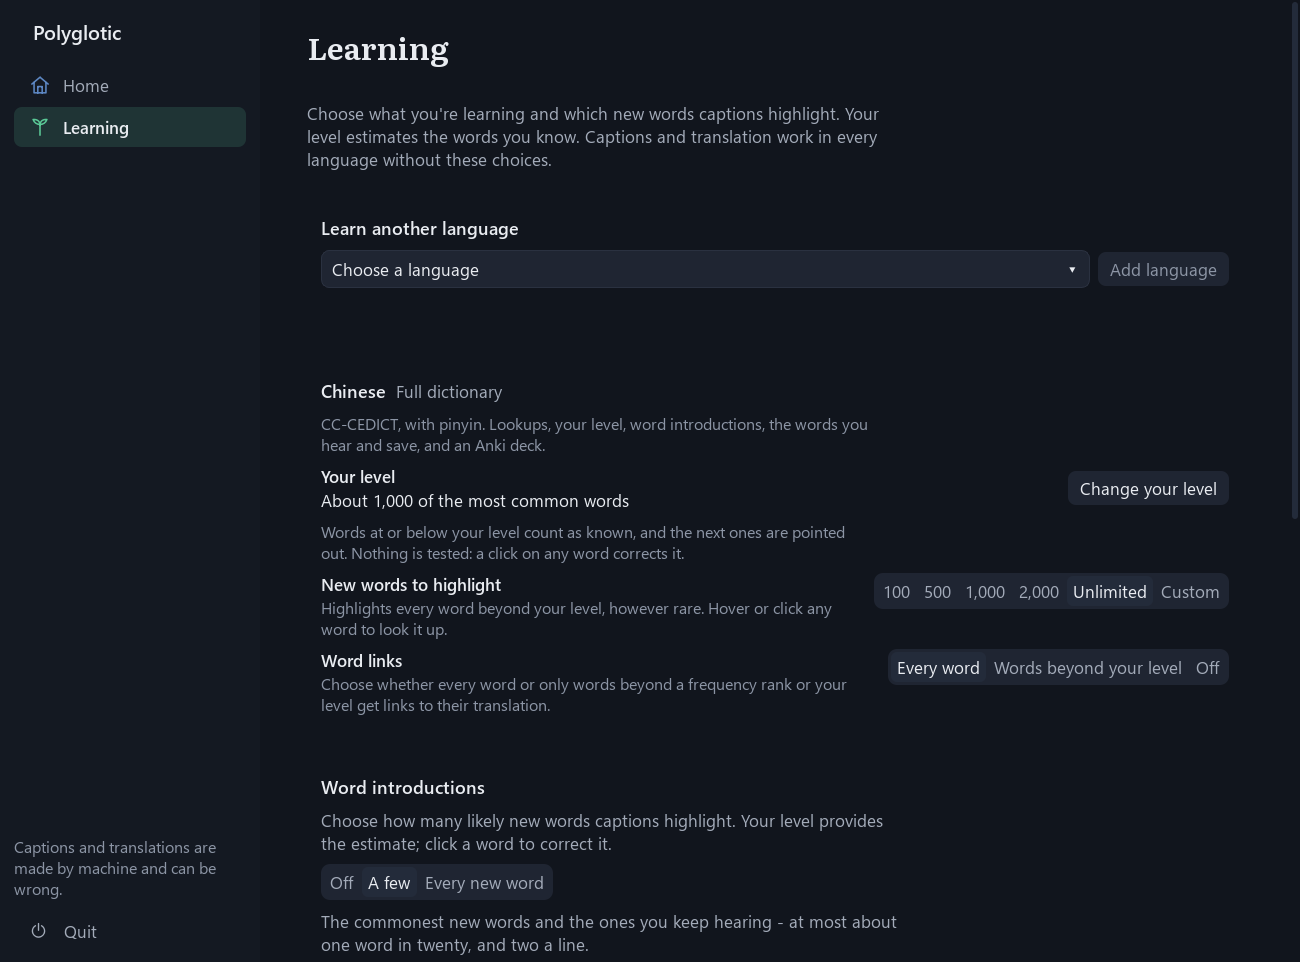 Polyglotic
Home
Learning
Captions and translations are
made by machine and can be
wrong.
Quit
Learning
Choose what you're learning and which new words captions highlight. Your
level estimates the words you know. Captions and translation work in every
language without these choices.
Learn another language
Choose a language
Add language
Chinese Full dictionary
CC-CEDICT, with pinyin. Lookups, your level, word introductions, the words you
hear and save, and an Anki deck.
Your level
About 1,000 of the most common words
Change your level
Words at or below your level count as known, and the next ones are pointed
out. Nothing is tested: a click on any word corrects it.
New words to highlight
Highlights every word beyond your level, however rare. Hover or click any
word to look it up.
100 500 1,000 2,000 Unlimited Custom
Word links
Choose whether every word or only words beyond a frequency rank or your
level get links to their translation.
Every word Words beyond your level Off
Word introductions
Choose how many likely new words captions highlight. Your level provides
the estimate; click a word to correct it.
Off A few Every new word
The commonest new words and the ones you keep hearing - at most about
one word in twenty, and two a line.